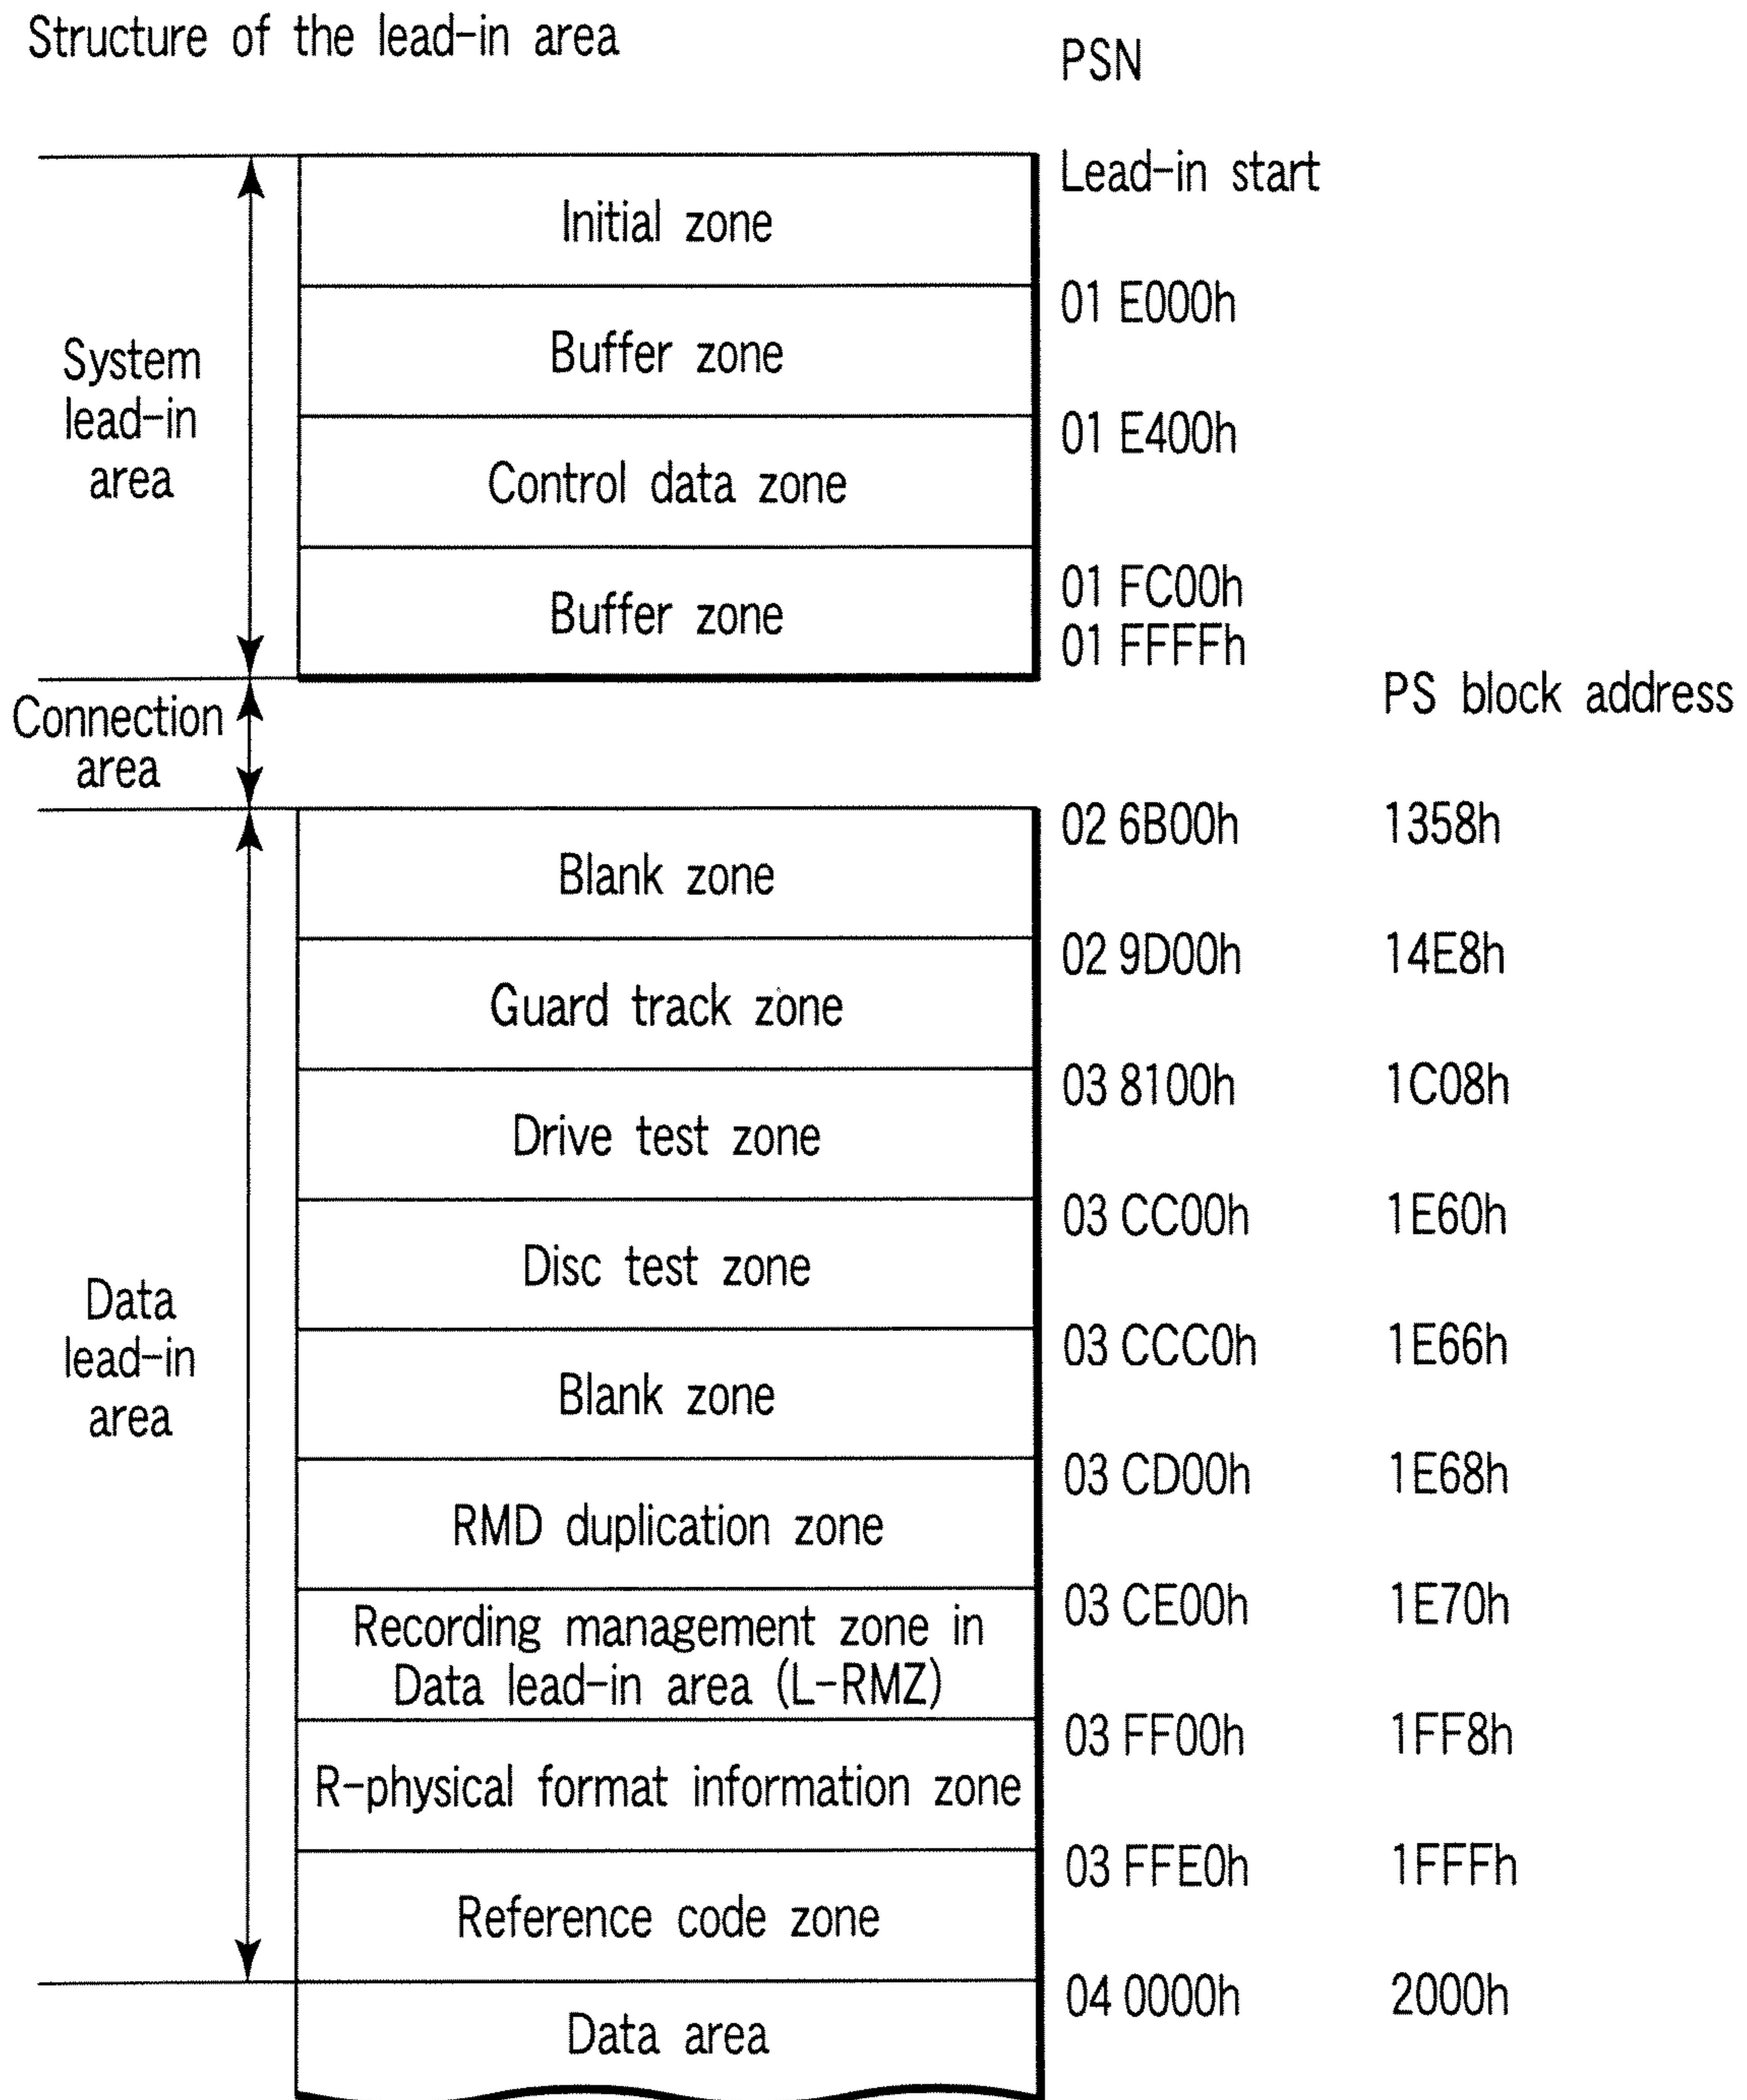 Structure of the lead-in area
PSN
Lead-in start
Initial zone
01 E000h
Buffer zone
System
lead-in
area
01 E400h
Control data zone
01 FC00h
Buffer zone
01 FFFFh
PS block address
Connection
area
02 6B00h 1358h
Blank zone
02 9D00h 14E8h
Guard track zone
03 8100h 1C08h
Drive test zone
03 CC00h 1E60h
Disc test zone
Data
lead-in
area
03 CCC0h 1E66h
Blank zone
03 CD00h 1E68h
RMD duplication zone
03 CE00h 1E70h
Recording management zone in
Data lead-in area (L-RMZ)
03 FF00h 1FF8h
R-physical format information zone
03 FFE0h 1FFFh
Reference code zone
04 0000h 2000h
Data area